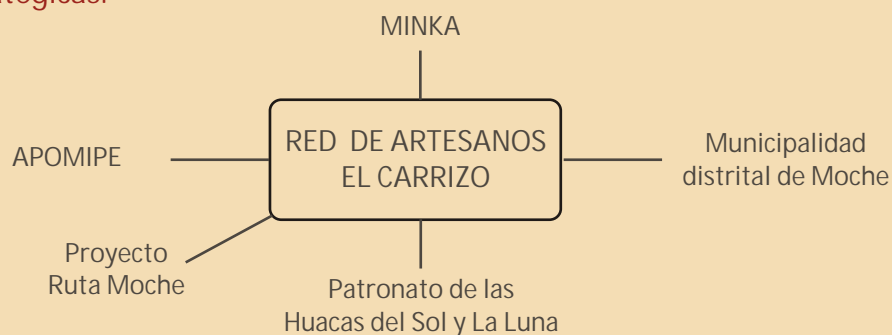 MINKA
RED DE ARTESANOS
EL CARRIZO
APOMIPE
Municipalidad
distrital de Moche
Proyecto
Ruta Moche
Patronato de las
Huacas del Sol y La Luna